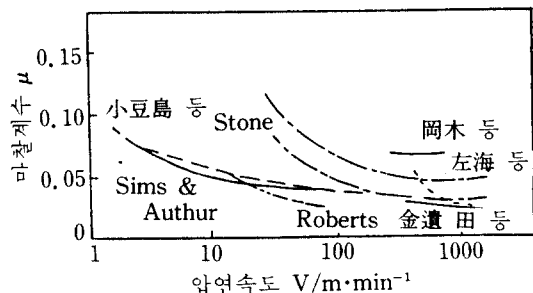 0.15
0.10
0.05
0
마찰계수 μ
小豆島 등
Stone
岡木 등
左海 등
Sims &
Authur
Roberts
金遺 田 등
1
10
100
1000
압연속도 V/m·min⁻¹